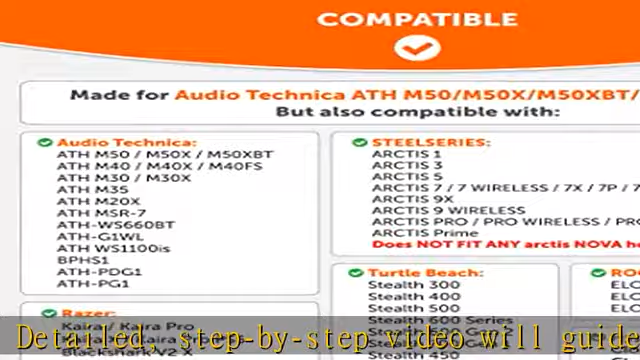 COMPATIBLE
Made for Audio Technica ATH M50/M50X/M50XBT/
But also compatible with:
Audio Technica:
ATH M50 / M50X / M50XBT
ATH M40 / M40X / M40FS
ATH M30 / M30X
ATH M35
ATH M20X
ATH MSR-7
ATH-WS660BT
ATH-G1WL
ATH WS1100is
BPHS1
ATH-PDG1
ATH-PG1
STEELSERIES:
ARCTIS 1
ARCTIS 3
ARCTIS 5
ARCTIS 7 / 7 WIRELESS / 7X / 7P / 7
ARCTIS 9X
ARCTIS 9 WIRELESS
ARCTIS PRO / PRO WIRELESS / PRO
ARCTIS Prime
Does NOT FIT ANY arctis NOVA he
Turtle Beach:
Stealth 300
Stealth 400
Stealth 500
Stealth 600 Series
Stealth 450
RO
ELO
ELO
Razer:
Kaira / Kaira Pro
Blackshark V2 X
Detailed, step-by-step video will guide